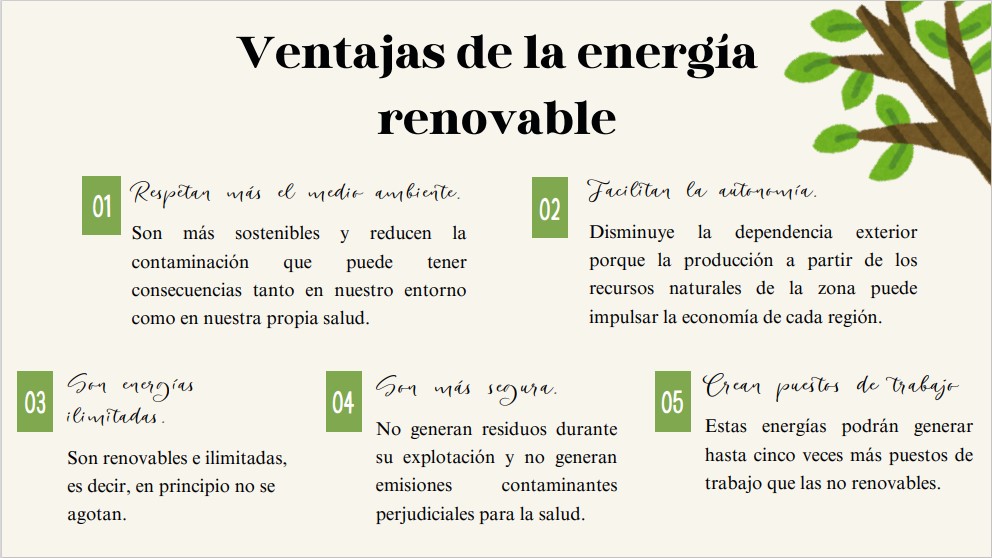 Ventajas de la energía
renovable
01
Respetan más el medio ambiente.
Son más sostenibles y reducen la
contaminación que puede tener
consecuencias tanto en nuestro entorno
como en nuestra propia salud.
02
Facilitan la autonomía.
Disminuye la dependencia exterior
porque la producción a partir de los
recursos naturales de la zona puede
impulsar la economía de cada región.
03
Son energías
ilimitadas.
Son renovables e ilimitadas,
es decir, en principio no se
agotan.
04
Son más segura.
No generan residuos durante
su explotación y no generan
emisiones contaminantes
perjudiciales para la salud.
05
Crean puestos de trabajo
Estas energías podrán generar
hasta cinco veces más puestos de
trabajo que las no renovables.